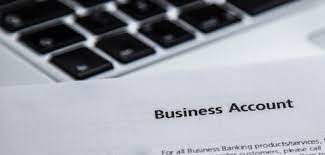 Business Account
For all Business Banking products/services,
customers, please call